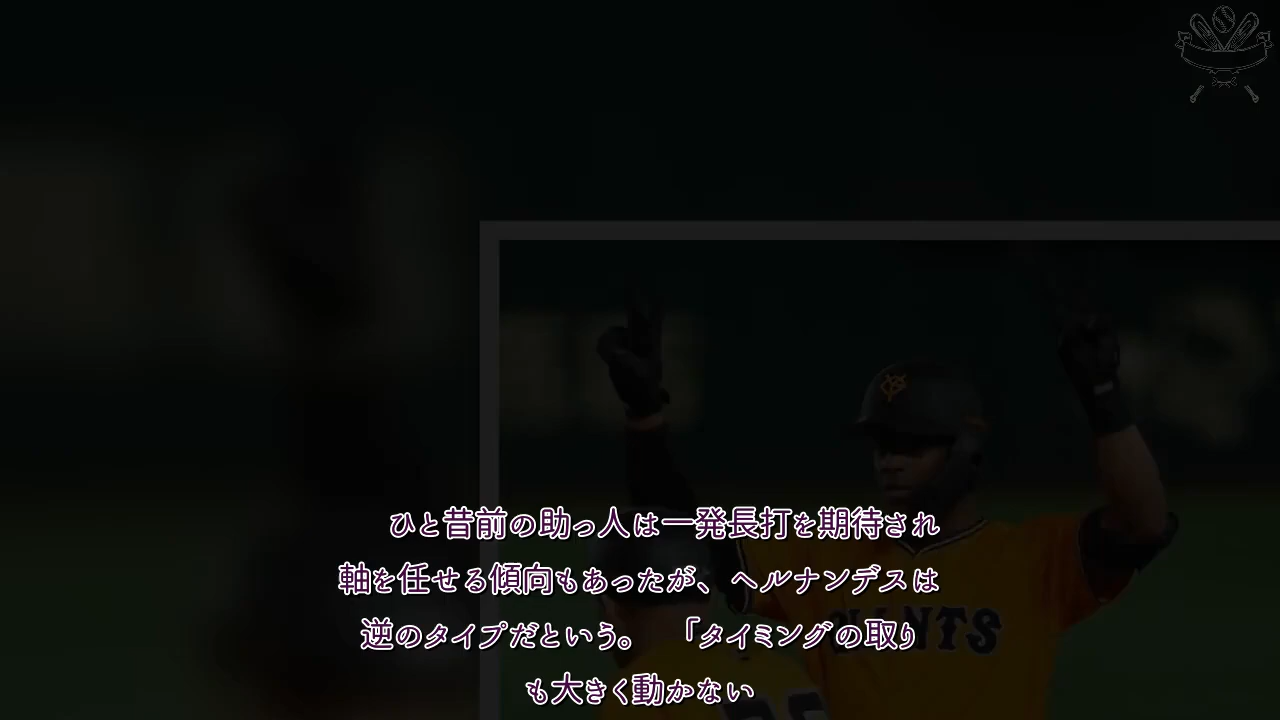 ひと昔前の助っ人は一発長打を期待され
軸を任せる傾向もあったが、ヘルナンデスは
逆のタイプだという。　「タイミングの取り
も大きく動かない
GIANTS